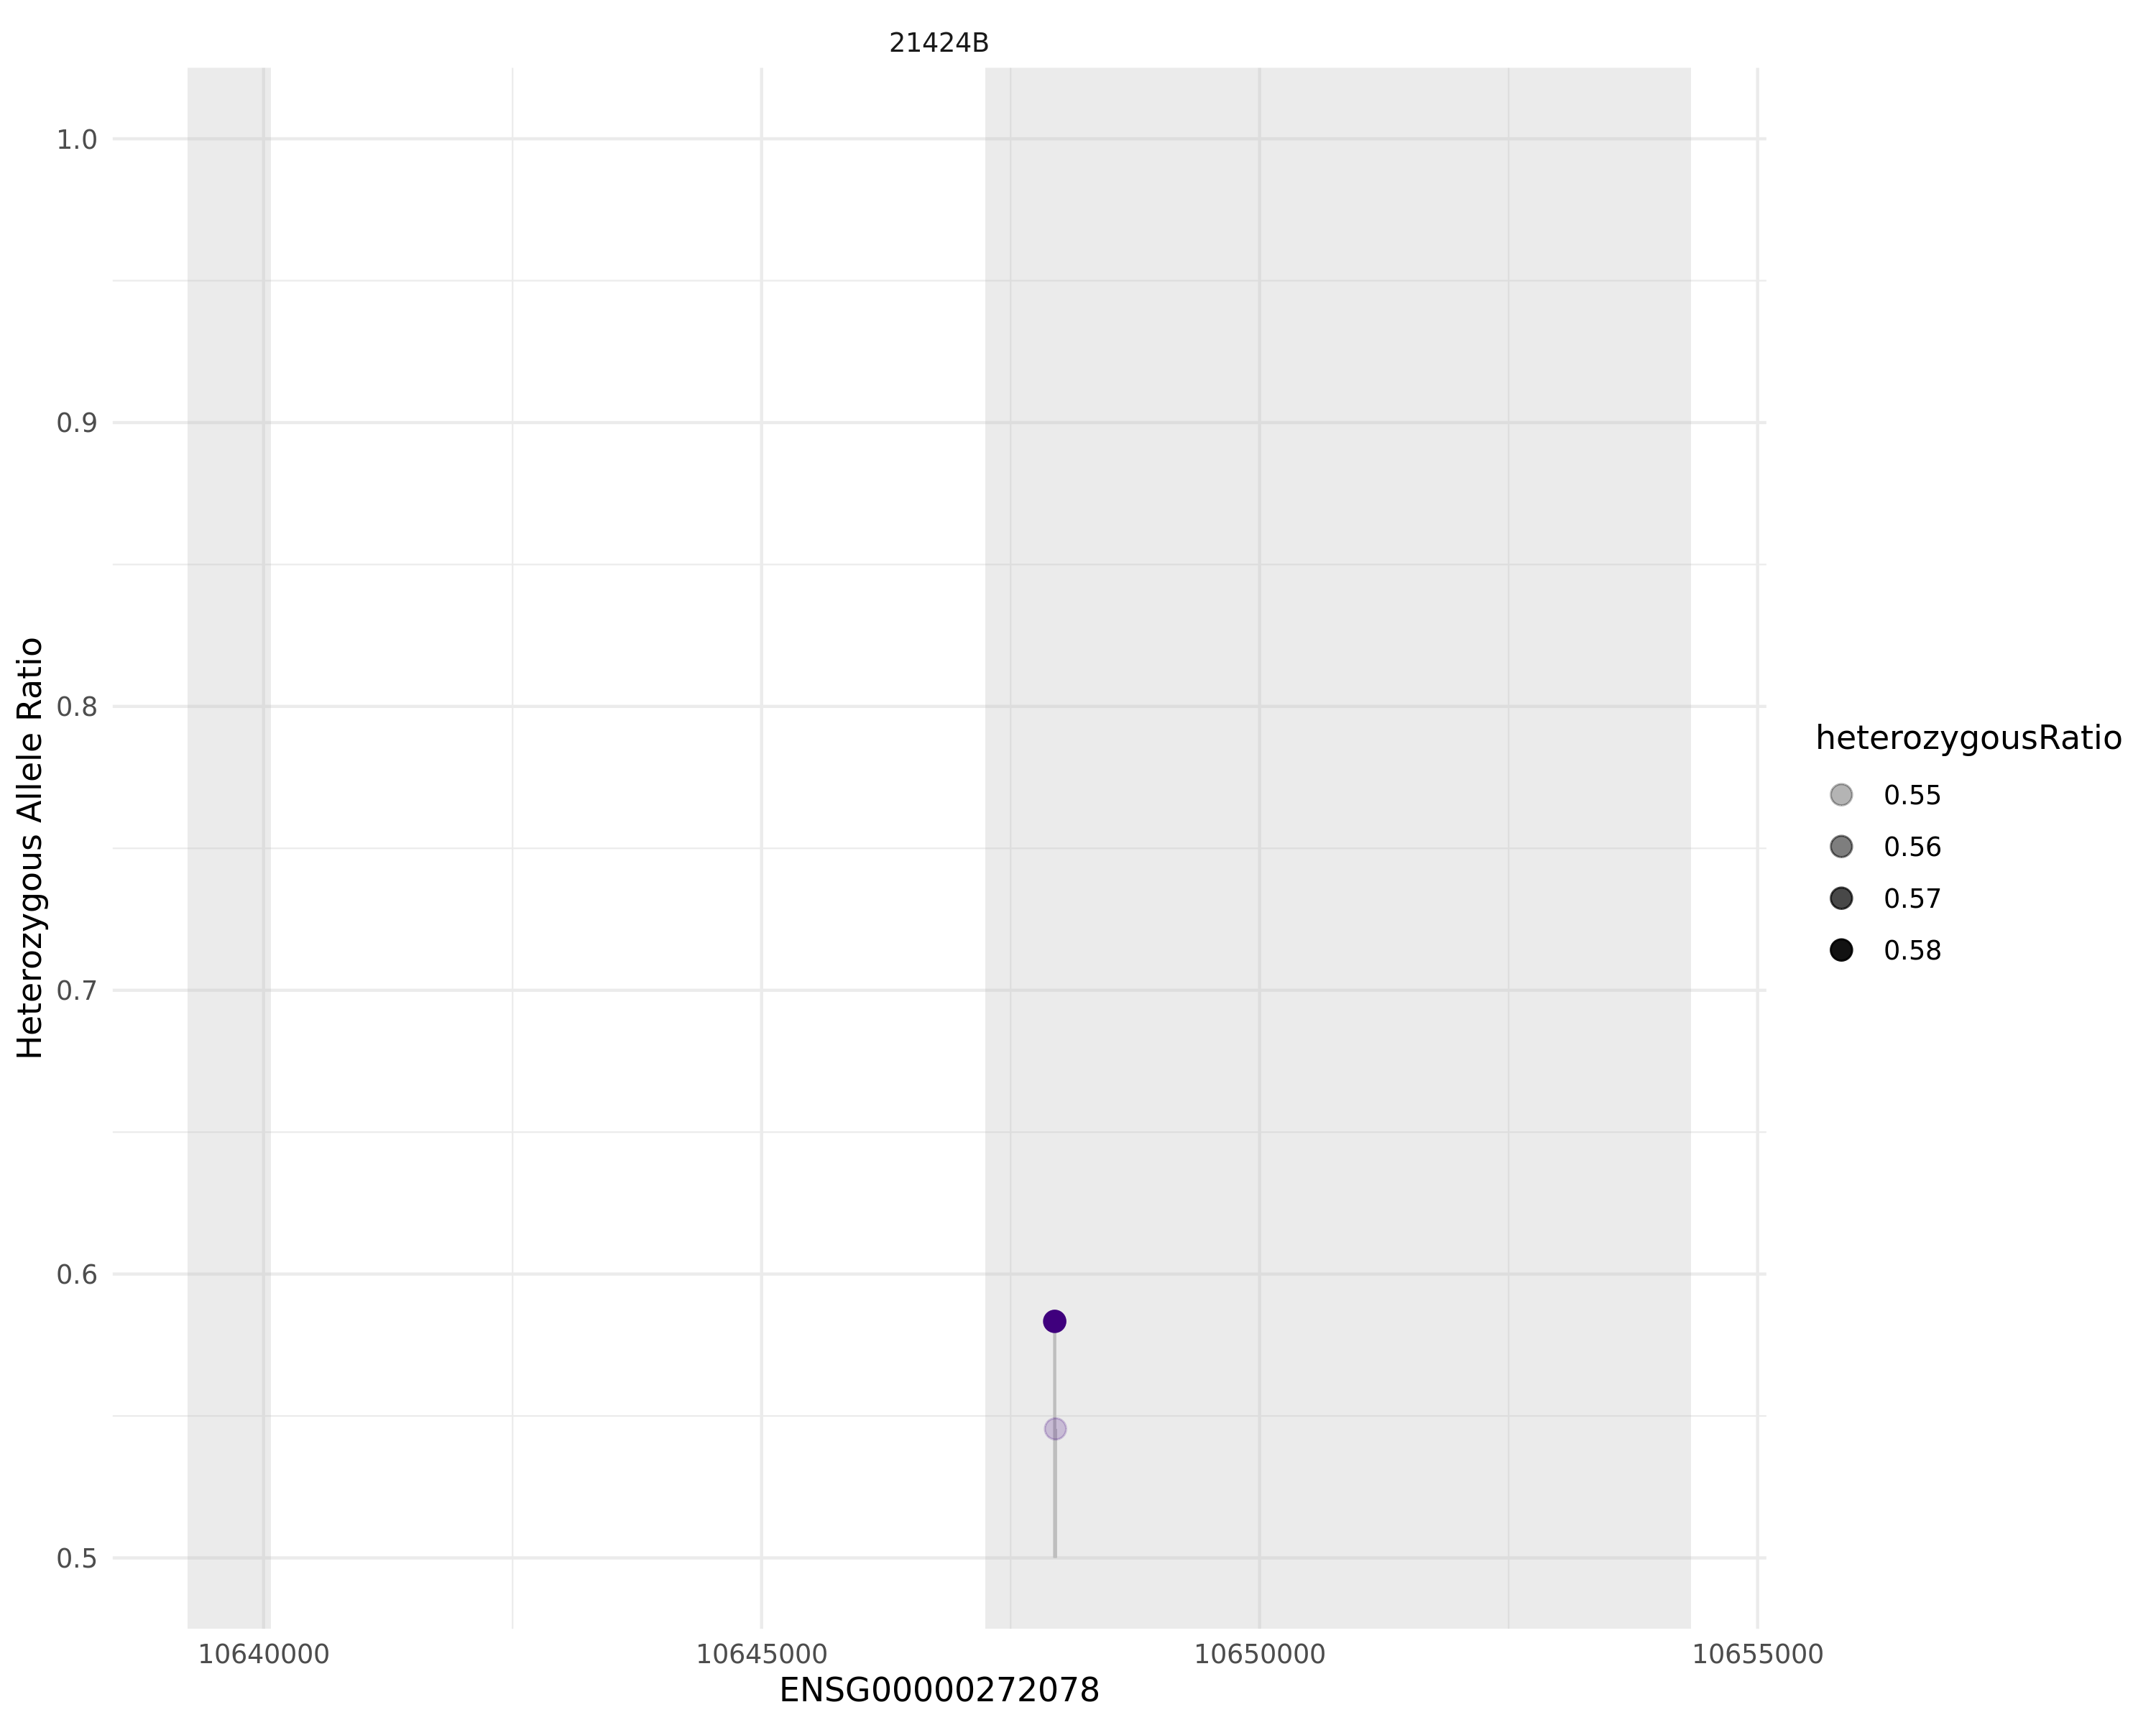 21424B
1.0
0.9
0.8
0.7
0.6
0.5
Heterozygous Allele Ratio
10640000 10645000 10650000 10655000
ENSG00000272078
heterozygousRatio
0.55
0.56
0.57
0.58